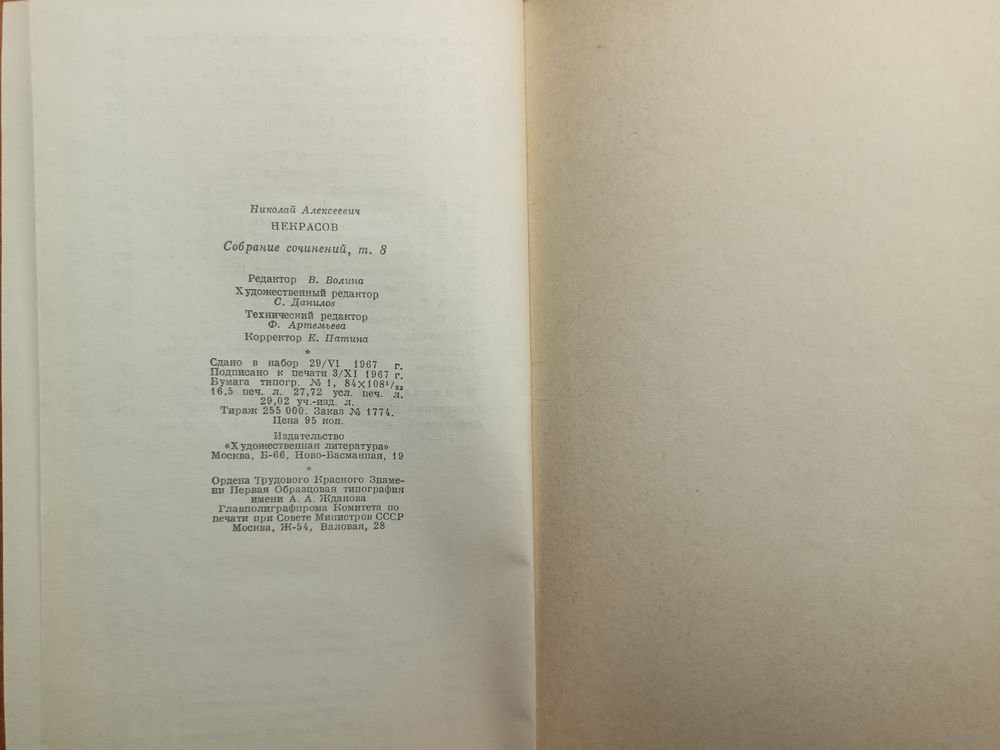 Николай Алексеевич
НЕКРАСОВ
Собрание сочинений, т. 8
Редактор В. Волина
Художественный редактор
С. Данилов
Технический редактор
Ф. Артемьева
Корректор Е. Патина
*
Сдано в набор 29/VI 1967 г.
Подписано к печати 3/XI 1967 г.
Бумага типогр. № 1, 84×108¹/₃₂
16,5 печ. л. 27,72 усл. печ. л.
29,02 уч.-изд. л.
Тираж 255 000. Заказ № 1774.
Цена 95 коп.
Издательство
«Художественная литература»
Москва, Б-66, Ново-Басманная, 19
*
Ордена Трудового Красного Знаме-
ни Первая Образцовая типография
имени А. А. Жданова
Главполиграфпрома Комитета по
печати при Совете Министров СССР
Москва, Ж-54, Валовая, 28